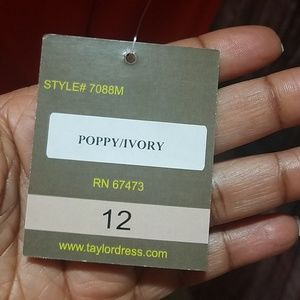 STYLE# 7088M
POPPY/IVORY
RN 67473
12
www.taylordress.com